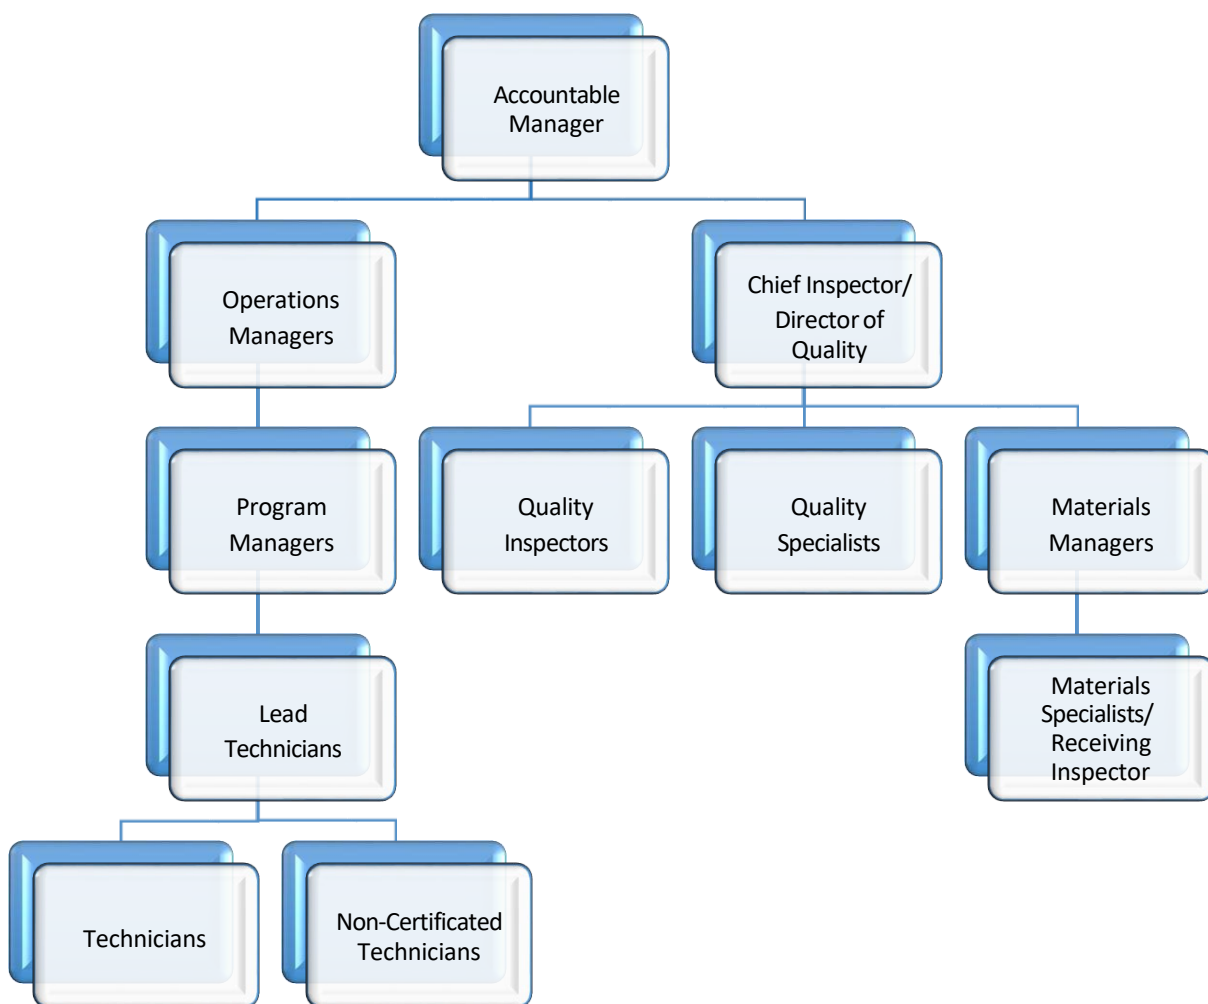 Accountable
Manager
Operations
Managers
Chief Inspector/
Director of
Quality
Program
Managers
Quality
Inspectors
Quality
Specialists
Materials
Managers
Lead
Technicians
Materials
Specialists/
Receiving
Inspector
Technicians
Non-Certificated
Technicians